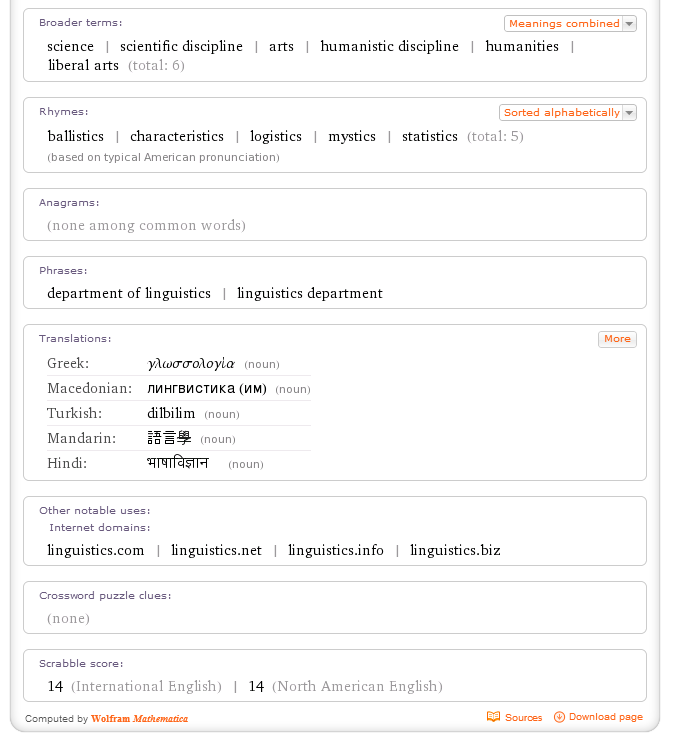 Broader terms:
Meanings combined
science | scientific discipline | arts | humanistic discipline | humanities |
liberal arts (total: 6)
Rhymes:
Sorted alphabetically
ballistics | characteristics | logistics | mystics | statistics (total: 5)
(based on typical American pronunciation)
Anagrams:
(none among common words)
Phrases:
department of linguistics | linguistics department
Translations:
More
Greek: γλωσσολογία (noun)
Macedonian: лингвистика (им) (noun)
Turkish: dilbilim (noun)
Mandarin: 語言學 (noun)
Hindi: भाषाविज्ञान (noun)
Other notable uses:
Internet domains:
linguistics.com | linguistics.net | linguistics.info | linguistics.biz
Crossword puzzle clues:
(none)
Scrabble score:
14 (International English) | 14 (North American English)
Computed by Wolfram Mathematica
Sources
Download page